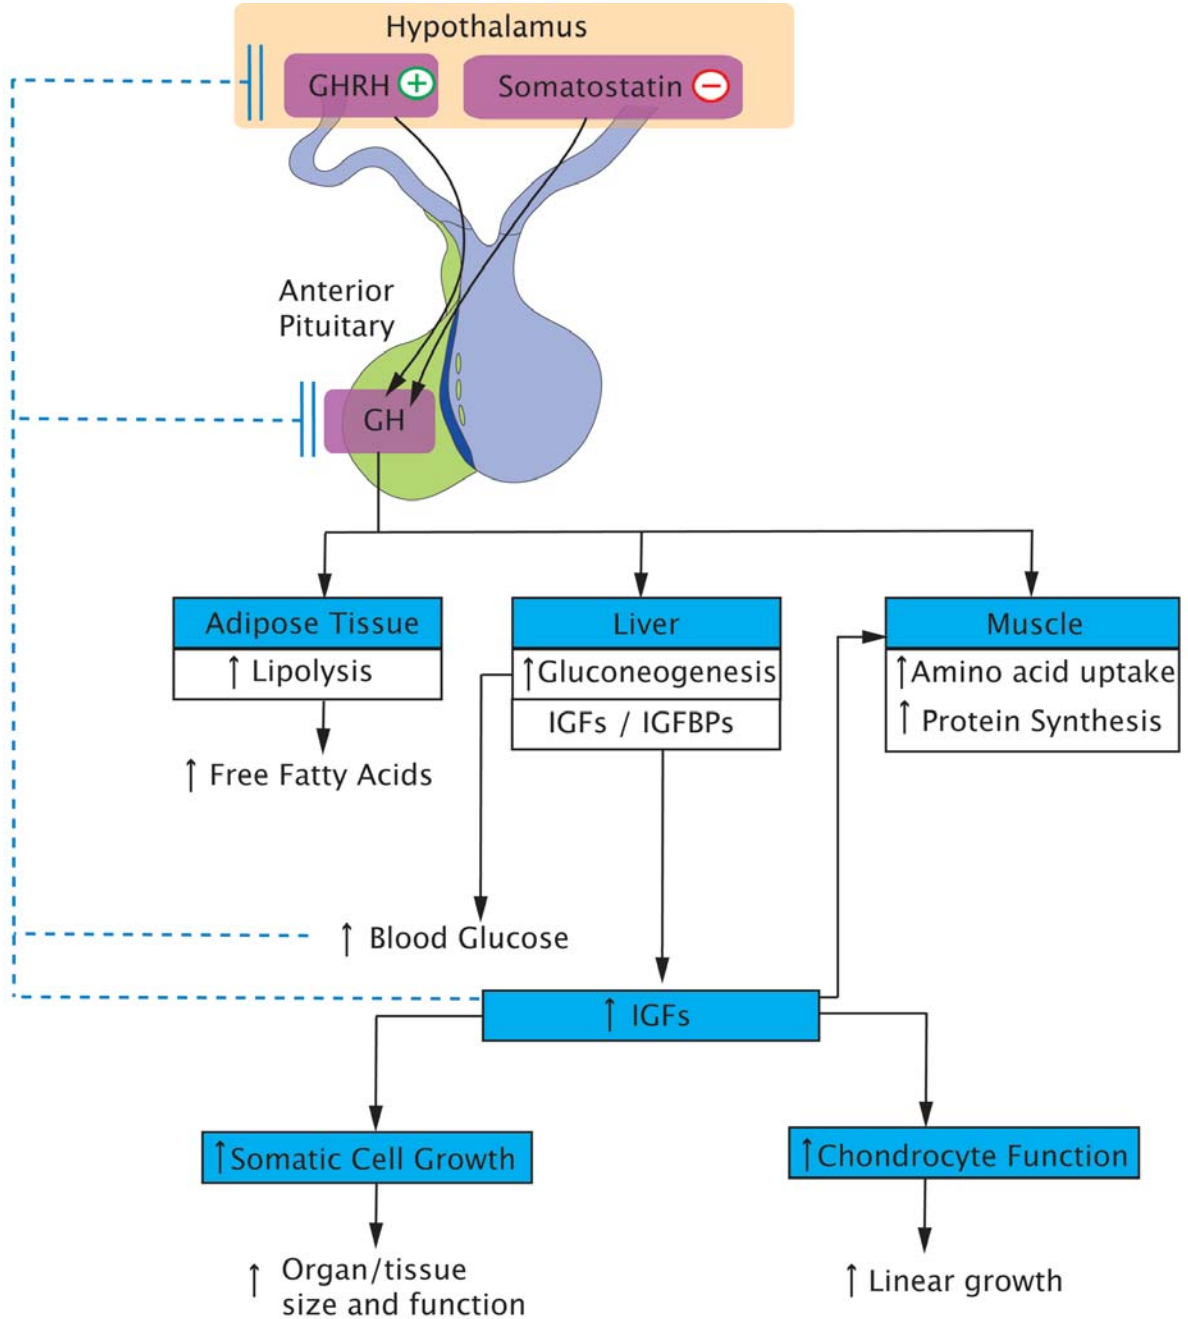 Hypothalamus
GHRH +
Somatostatin −
Anterior
Pituitary
GH
Adipose Tissue
↑ Lipolysis
↑ Free Fatty Acids
Liver
↑Gluconeogenesis
IGFs / IGFBPs
Muscle
↑Amino acid uptake
↑ Protein Synthesis
↑ Blood Glucose
↑ IGFs
↑Somatic Cell Growth
↑Chondrocyte Function
↑ Organ/tissue
size and function
↑ Linear growth